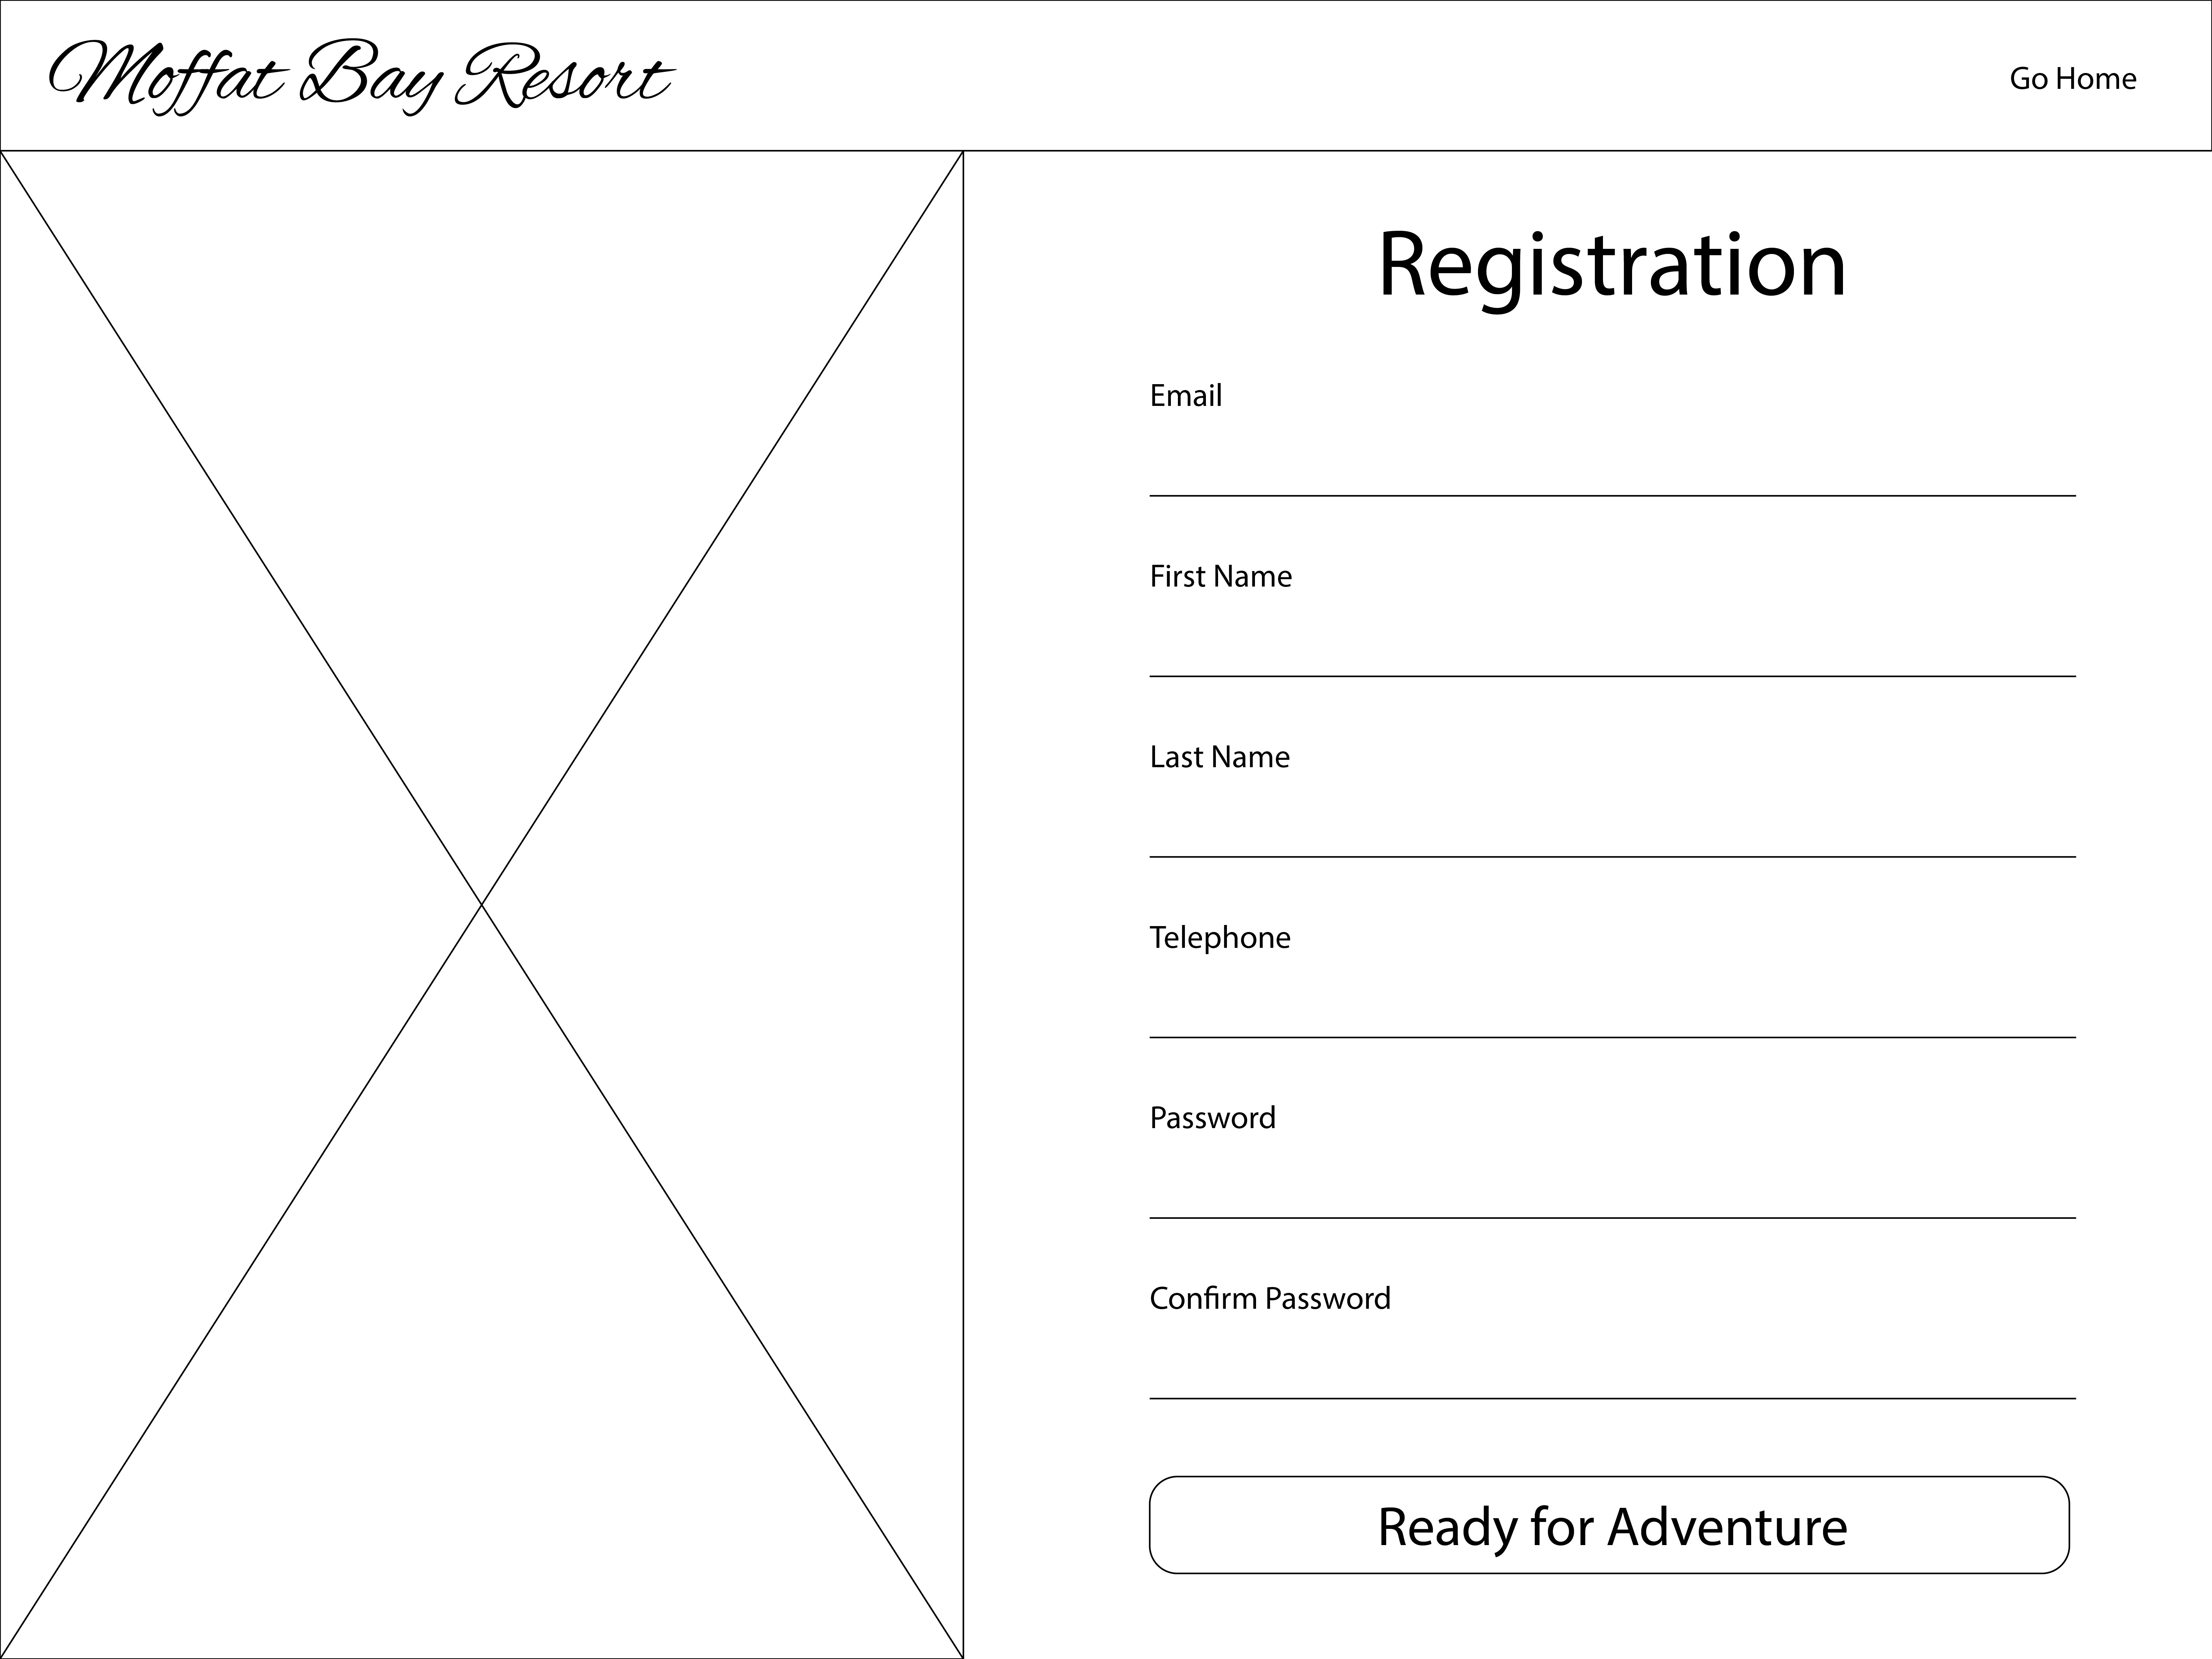 Moffat Bay Resort
Go Home
Registration
Email
First Name
Last Name
Telephone
Password
Confirm Password
Ready for Adventure